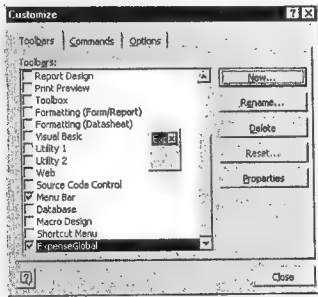 Customize
Toolbars Commands Options
Toolbars:
Report Design
Print Preview
Toolbox
Formatting (Form/Report)
Formatting (Datasheet)
Visual Basic
Utility 1
Utility 2
Web
Source Code Control
Menu Bar
Database
Macro Design
Shortcut Menu
ExpenseGlobal
New...
Rename...
Delete
Reset...
Properties
Close